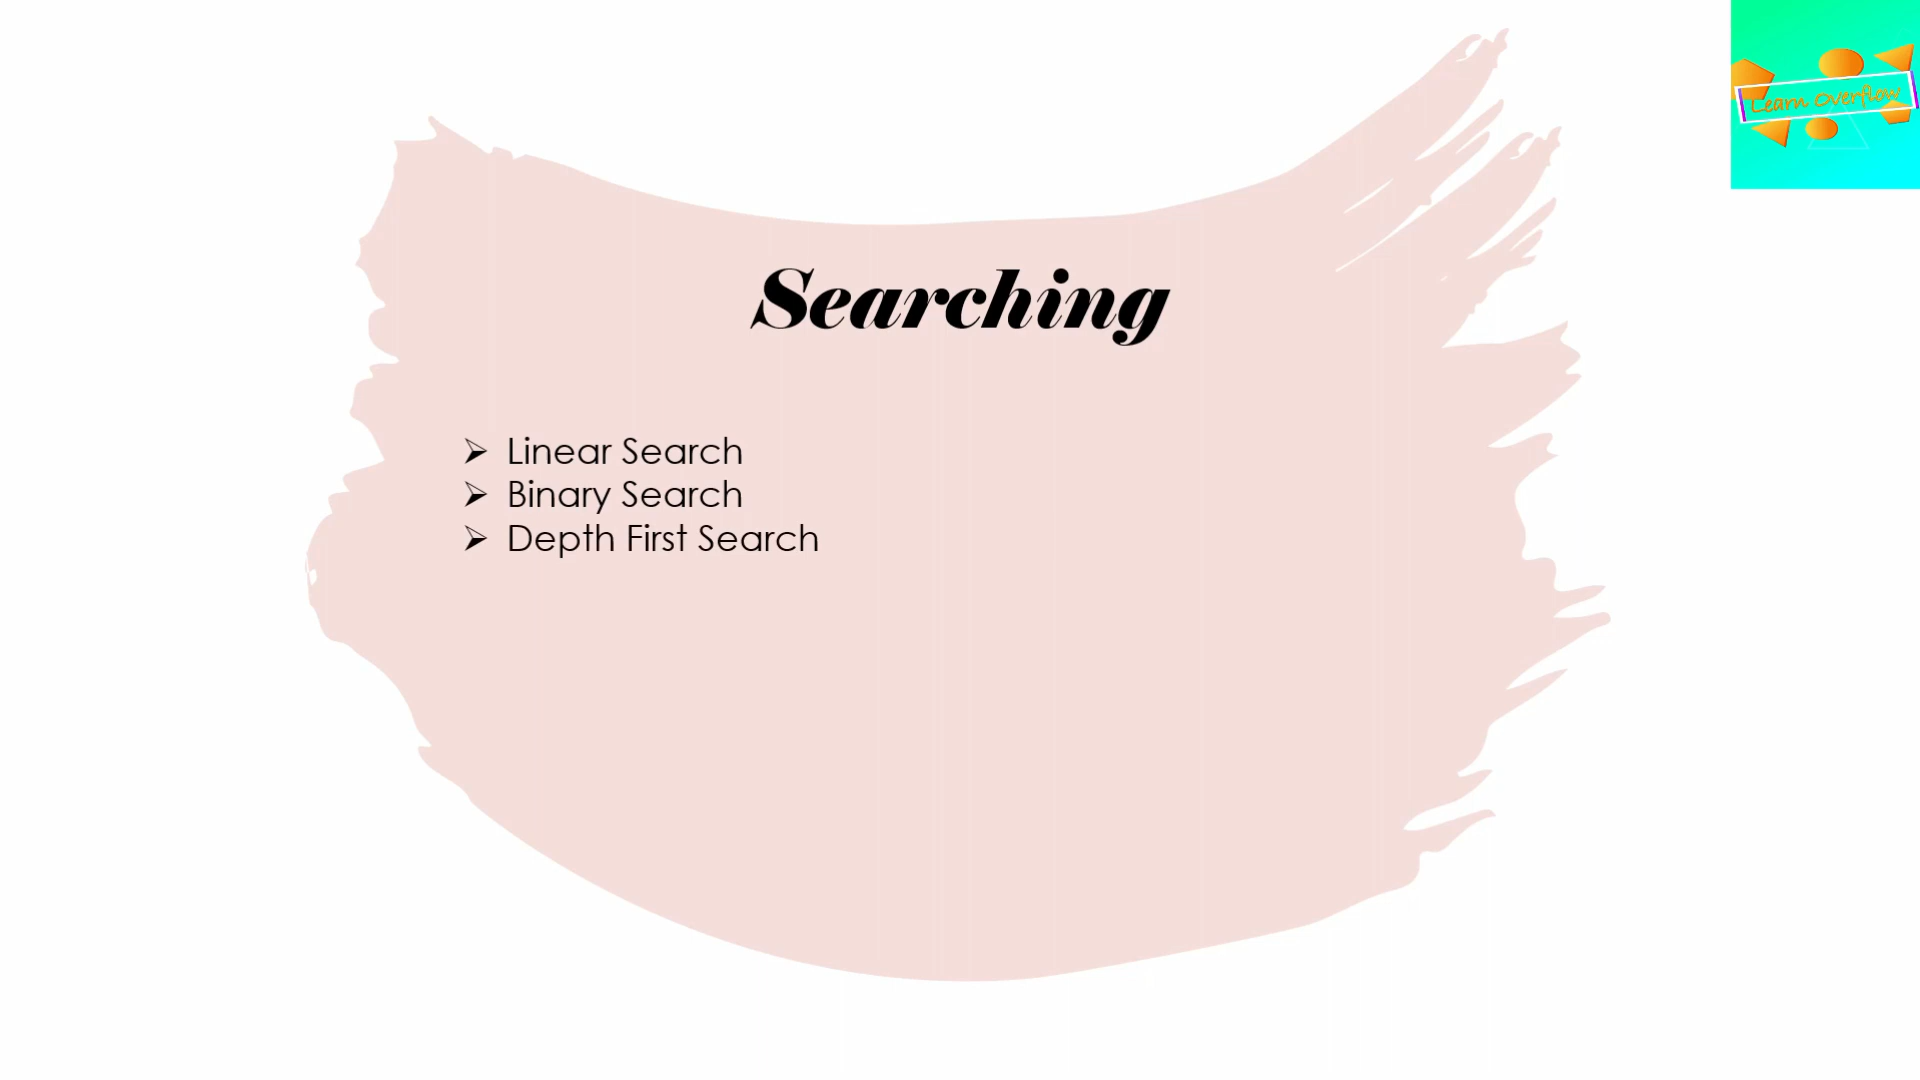 Learn Overflow
Searching
➢ Linear Search
➢ Binary Search
➢ Depth First Search